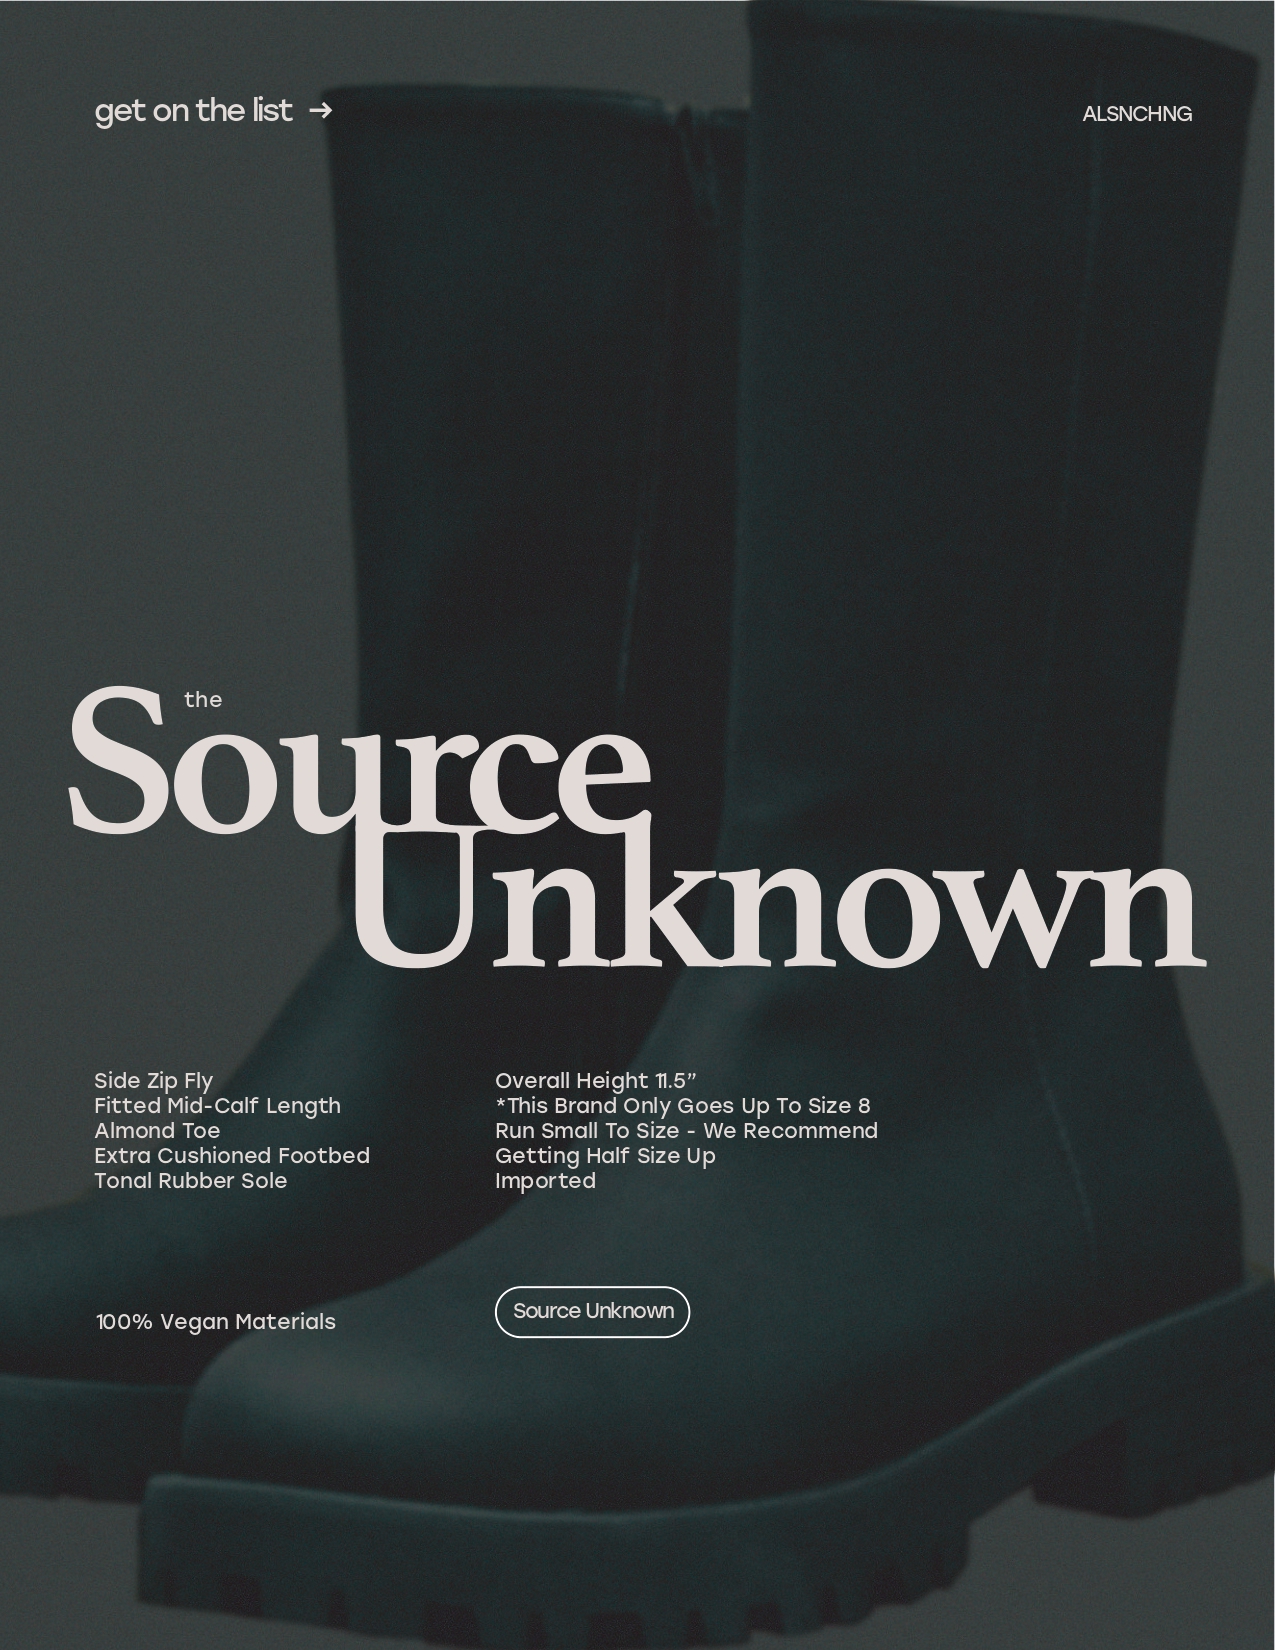 get on the list →
ALSNCHNG
the
Source
Unknown
Side Zip Fly
Fitted Mid-Calf Length
Almond Toe
Extra Cushioned Footbed
Tonal Rubber Sole
Overall Height 11.5”
*This Brand Only Goes Up To Size 8
Run Small To Size - We Recommend
Getting Half Size Up
Imported
100% Vegan Materials
Source Unknown